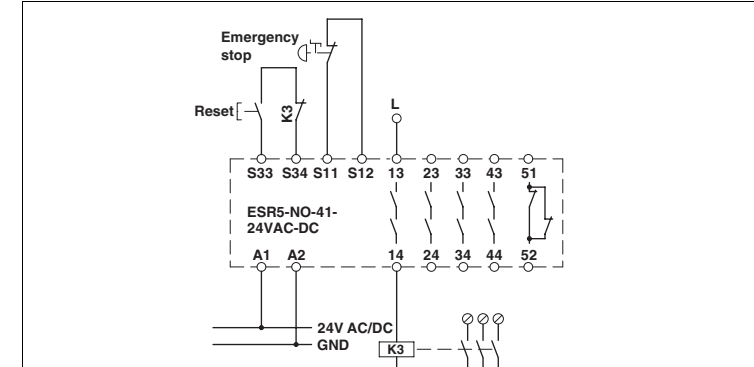 Emergency
stop
Reset
K3
L
S33 S34 S11 S12 13 23 33 43 51
ESR5-NO-41-
24VAC-DC
A1 A2 14 24 34 44 52
24V AC/DC
GND
K3